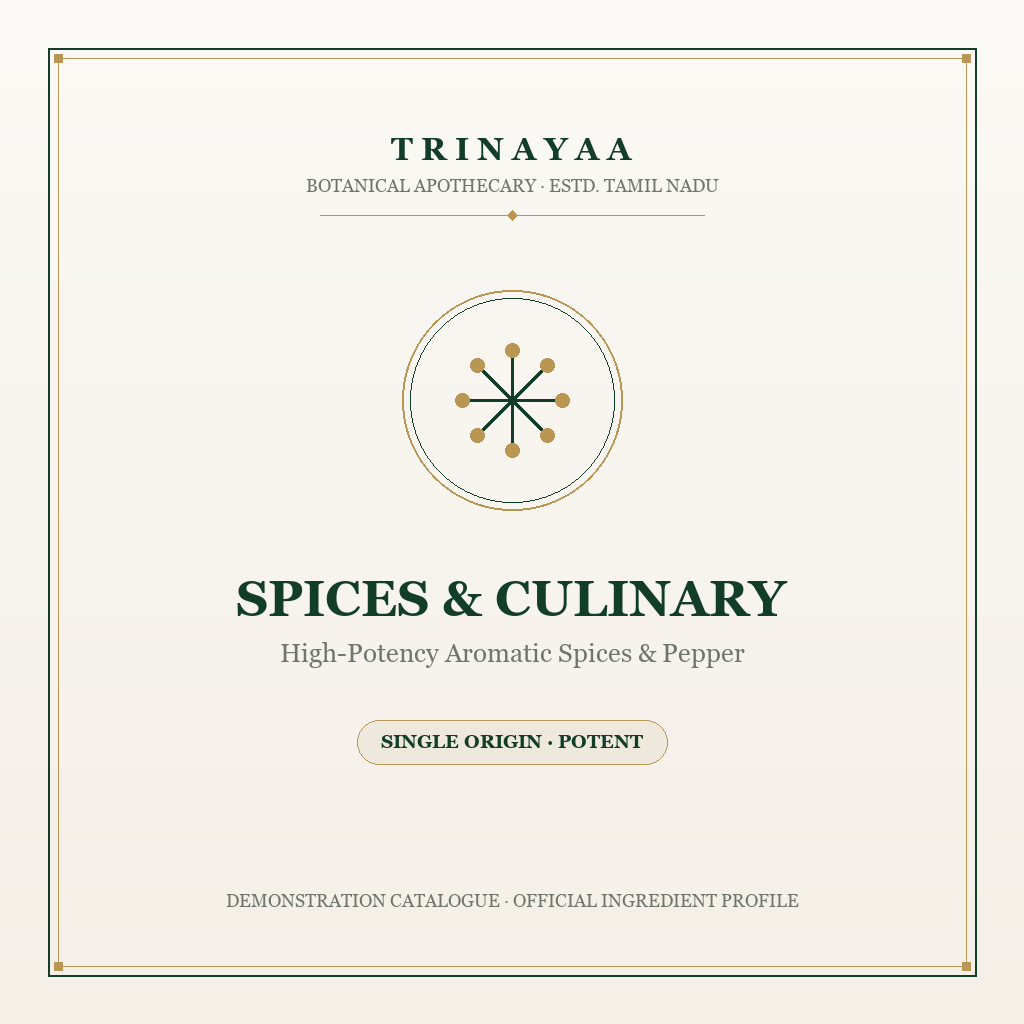 TRINAYAA
BOTANICAL APOTHECARY · ESTD. TAMIL NADU
SPICES & CULINARY
High-Potency Aromatic Spices & Pepper
SINGLE ORIGIN · POTENT
DEMONSTRATION CATALOGUE · OFFICIAL INGREDIENT PROFILE